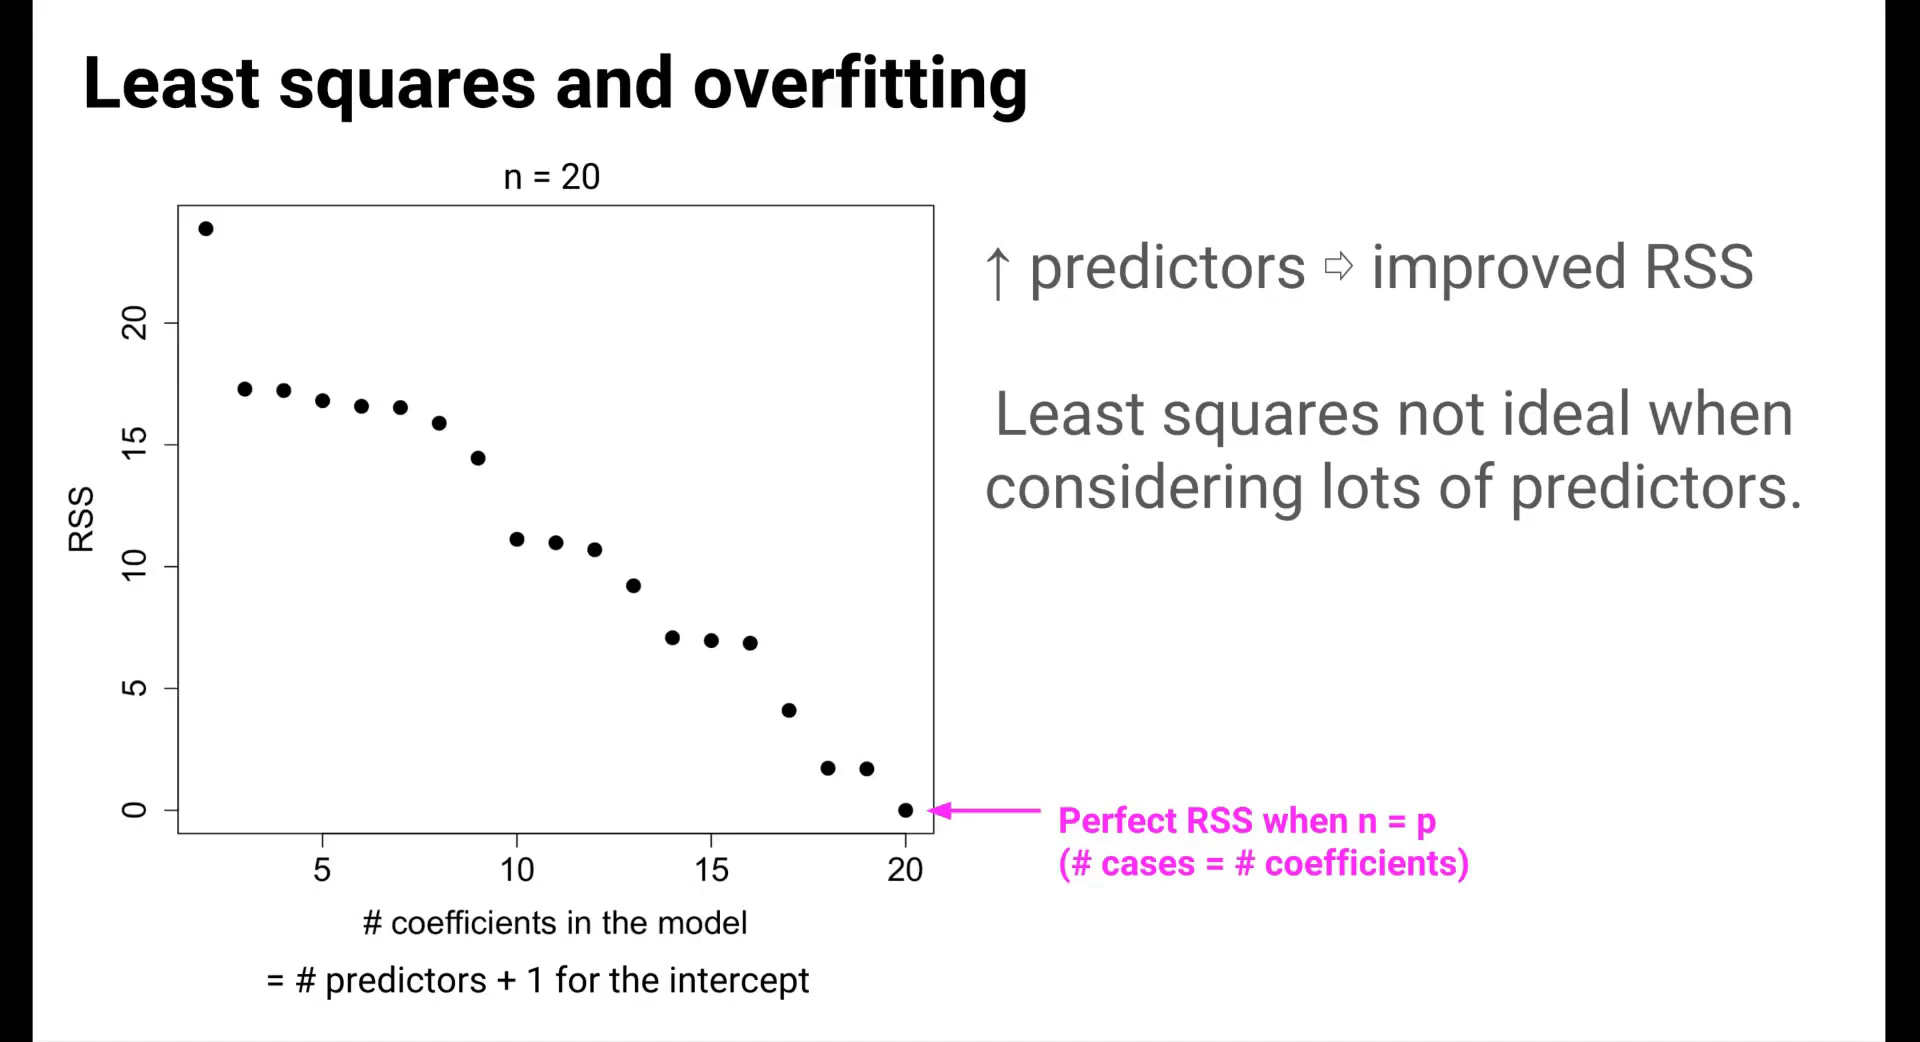 Least squares and overfitting
n = 20
↑ predictors ⇨ improved RSS
Least squares not ideal when
considering lots of predictors.
RSS
20
15
10
5
0
5 10 15 20
# coefficients in the model
= # predictors + 1 for the intercept
Perfect RSS when n = p
(# cases = # coefficients)